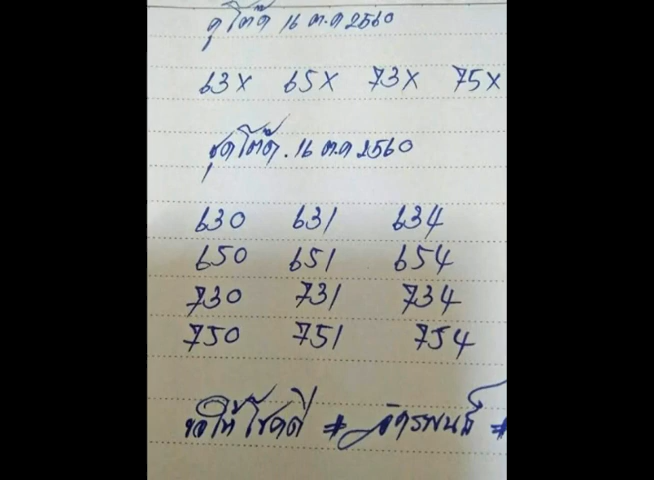 คู่โต๊ด 16 ต.ค 2560
63x 65x 73x 75x
ชุดโต๊ด. 16 ต.ค 2560
630 631 634
650 651 654
730 731 734
750 751 754
ขอให้โชคดี # #